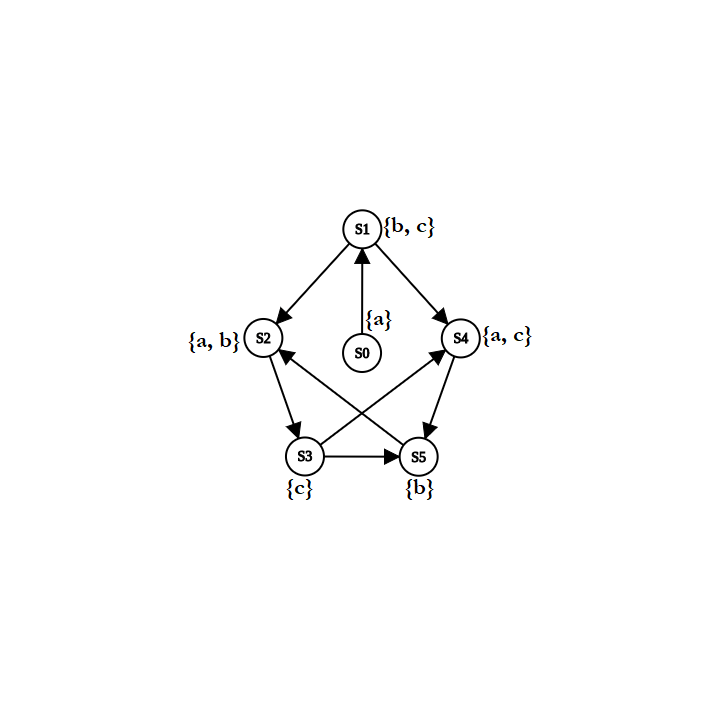 S1 {b, c}
{a}
{a, b} S2 S4 {a, c}
S0
S3 S5
{c} {b}